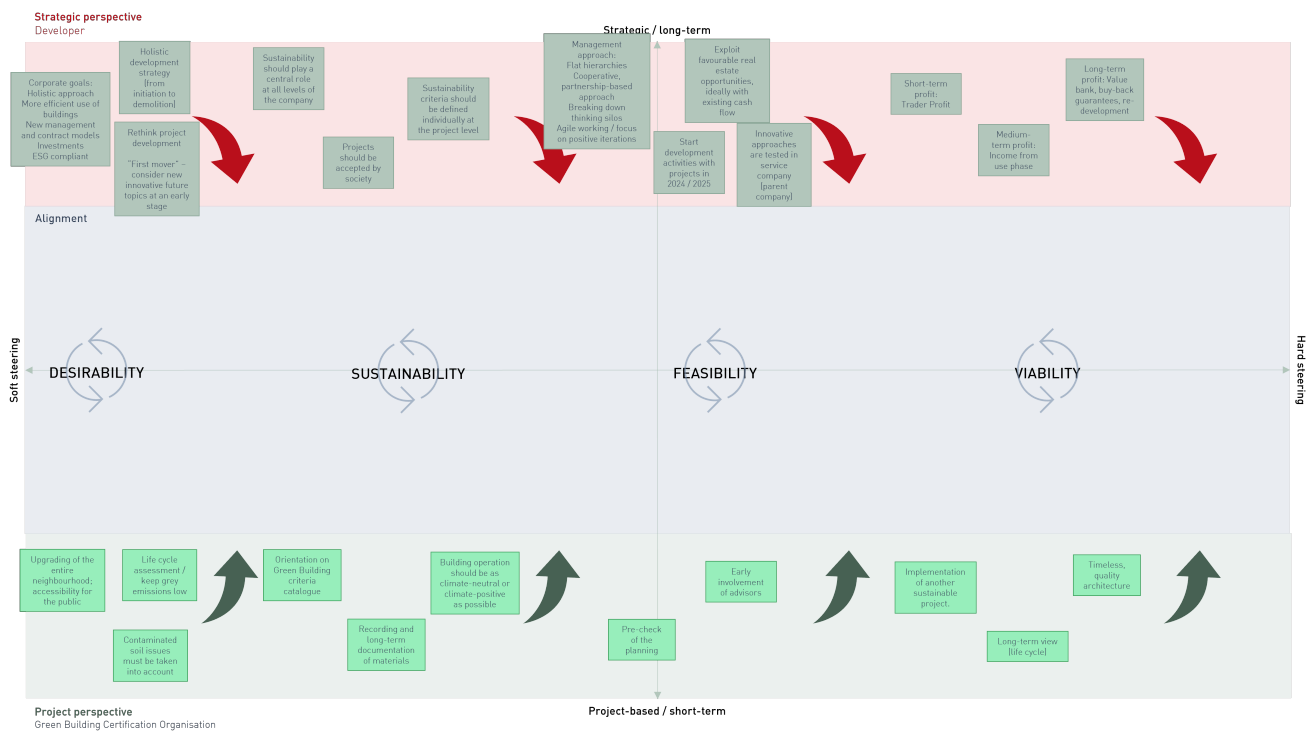 Strategic perspective
Developer
Strategic / long-term
Corporate goals:
Holistic approach
More efficient use of
buildings
New management
and contract models
Investments
ESG compliant
Holistic
development
strategy
(from
initiation to
demolition)
Rethink project
development
"First mover" –
consider new
innovative future
topics at an early
stage
Sustainability
should play a
central role
at all levels of
the company
Projects
should be
accepted by
society
Sustainability
criteria should
be defined
individually at
the project level
Management
approach:
Flat hierarchies
Cooperative,
partnership-based
approach
Breaking down
thinking silos
Agile working / focus
on positive iterations
Exploit
favourable real
estate
opportunities,
ideally with
existing cash
flow
Start
development
activities with
projects in
2024 / 2025
Innovative
approaches
are tested in
service
company
(parent
company)
Short-term
profit:
Trader Profit
Medium-
term profit:
Income from
use phase
Long-term
profit: Value
bank, buy-back
guarantees, re-
development
Alignment
Soft steering
DESIRABILITY
SUSTAINABILITY
FEASIBILITY
VIABILITY
Hard steering
Upgrading of the
entire
neighbourhood;
accessibility for
the public
Life cycle
assessment /
keep grey
emissions low
Contaminated
soil issues
must be taken
into account
Orientation on
Green Building
criteria
catalogue
Recording and
long-term
documentation
of materials
Building operation
should be as
climate-neutral or
climate-positive
as possible
Pre-check
of the
planning
Early
involvement
of advisors
Implementation
of another
sustainable
project.
Long-term view
(life cycle)
Timeless,
quality
architecture
Project perspective
Green Building Certification Organisation
Project-based / short-term